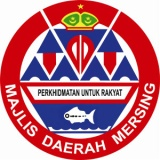 PERKHIDMATAN UNTUK RAKYAT
MAJLIS DAERAH MERSING